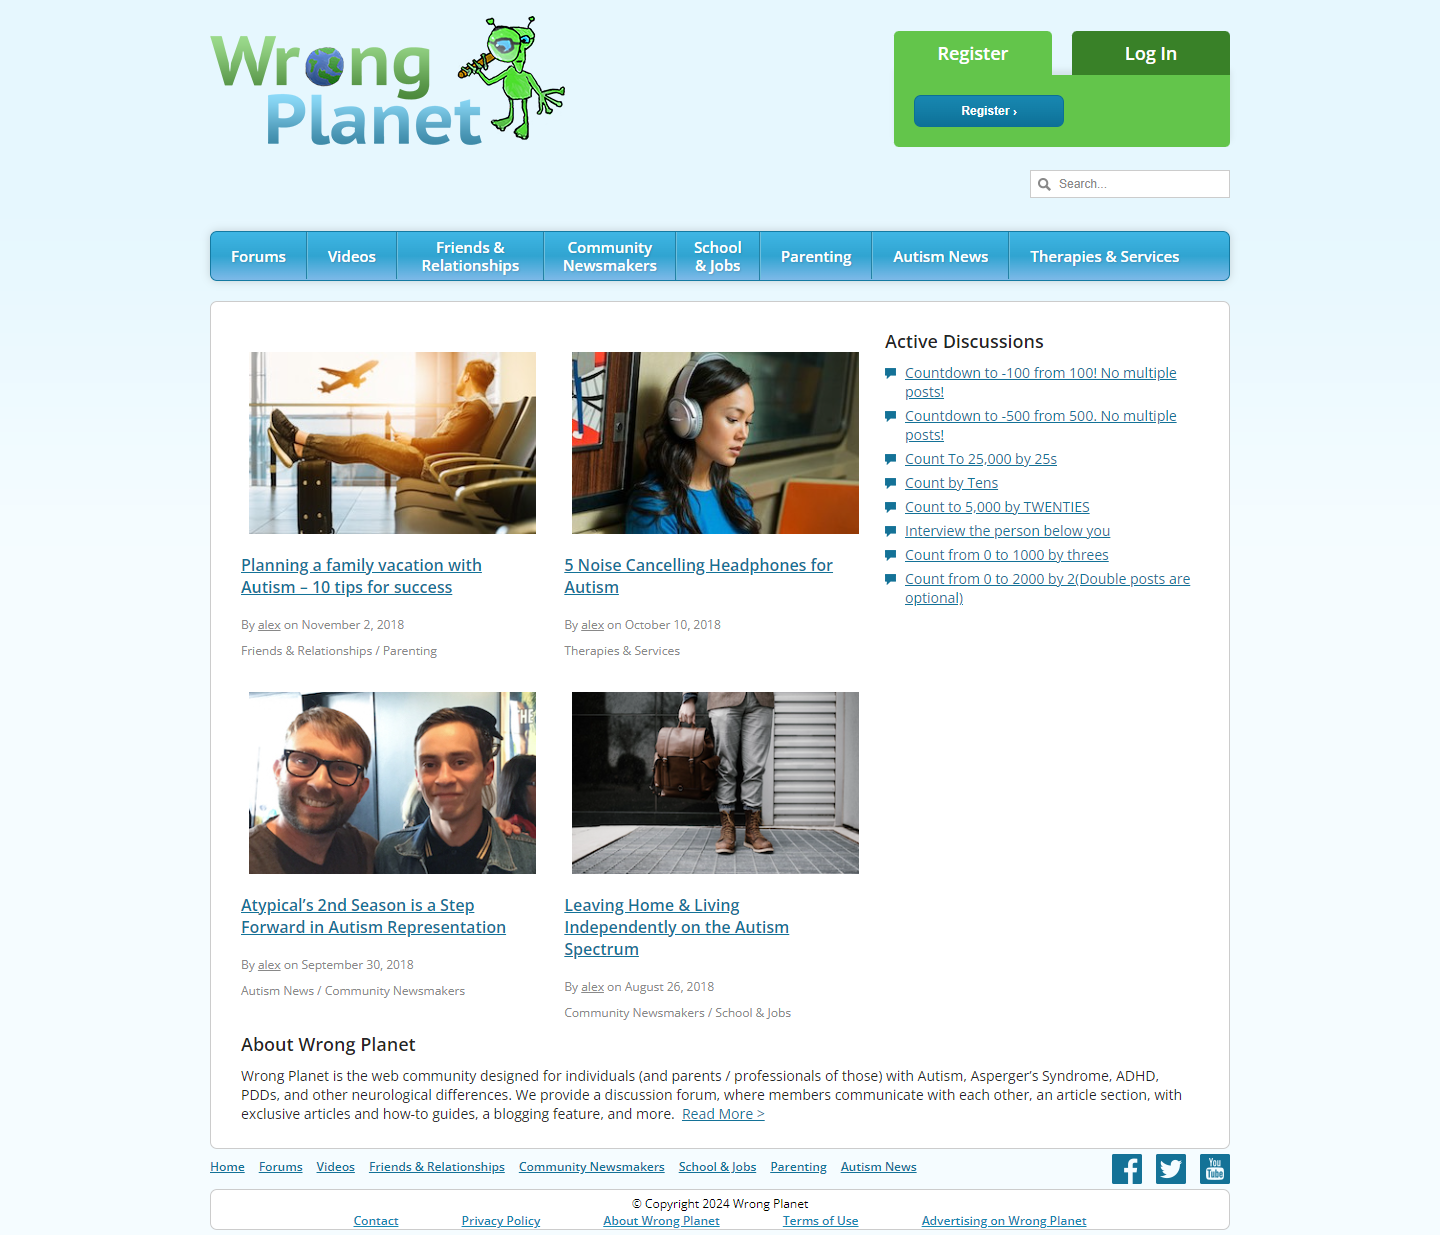 Wrong
Planet
Register
Log In
Register ›
Search...
Forums
Videos
Friends &
Relationships
Community
Newsmakers
School
& Jobs
Parenting
Autism News
Therapies & Services
Planning a family vacation with
Autism – 10 tips for success
By alex on November 2, 2018
Friends & Relationships / Parenting
5 Noise Cancelling Headphones for
Autism
By alex on October 10, 2018
Therapies & Services
Atypical’s 2nd Season is a Step
Forward in Autism Representation
By alex on September 30, 2018
Autism News / Community Newsmakers
Leaving Home & Living
Independently on the Autism
Spectrum
By alex on August 26, 2018
Community Newsmakers / School & Jobs
Active Discussions
Countdown to -100 from 100! No multiple
posts!
Countdown to -500 from 500. No multiple
posts!
Count To 25,000 by 25s
Count by Tens
Count to 5,000 by TWENTIES
Interview the person below you
Count from 0 to 1000 by threes
Count from 0 to 2000 by 2(Double posts are
optional)
About Wrong Planet
Wrong Planet is the web community designed for individuals (and parents / professionals of those) with Autism, Asperger’s Syndrome, ADHD,
PDDs, and other neurological differences. We provide a discussion forum, where members communicate with each other, an article section, with
exclusive articles and how-to guides, a blogging feature, and more. Read More >
Home Forums Videos Friends & Relationships Community Newsmakers School & Jobs Parenting Autism News
You
Tube
© Copyright 2024 Wrong Planet
Contact Privacy Policy About Wrong Planet Terms of Use Advertising on Wrong Planet